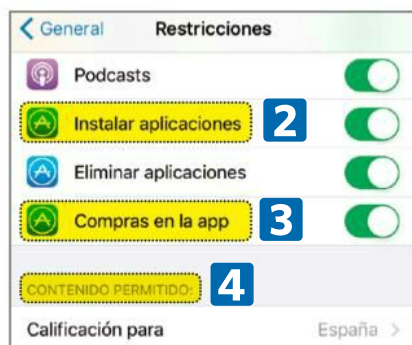 General Restricciones
Podcasts
Instalar aplicaciones 2
Eliminar aplicaciones
Compras en la app 3
CONTENIDO PERMITIDO: 4
Calificación para España